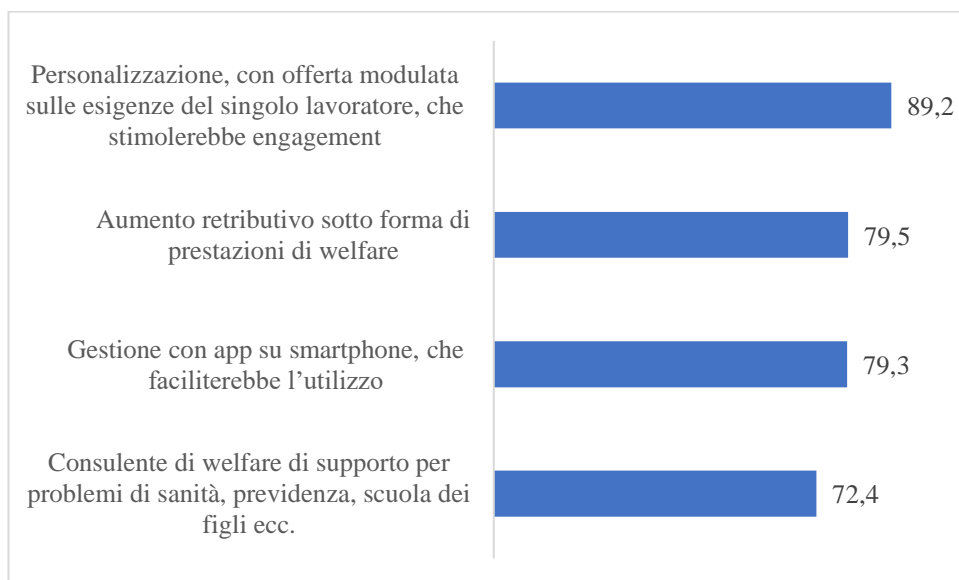 Personalizzazione, con offerta modulata
sulle esigenze del singolo lavoratore, che
stimolerebbe engagement
89,2
Aumento retributivo sotto forma di
prestazioni di welfare
79,5
Gestione con app su smartphone, che
faciliterebbe l’utilizzo
79,3
Consulente di welfare di supporto per
problemi di sanità, previdenza, scuola dei
figli ecc.
72,4